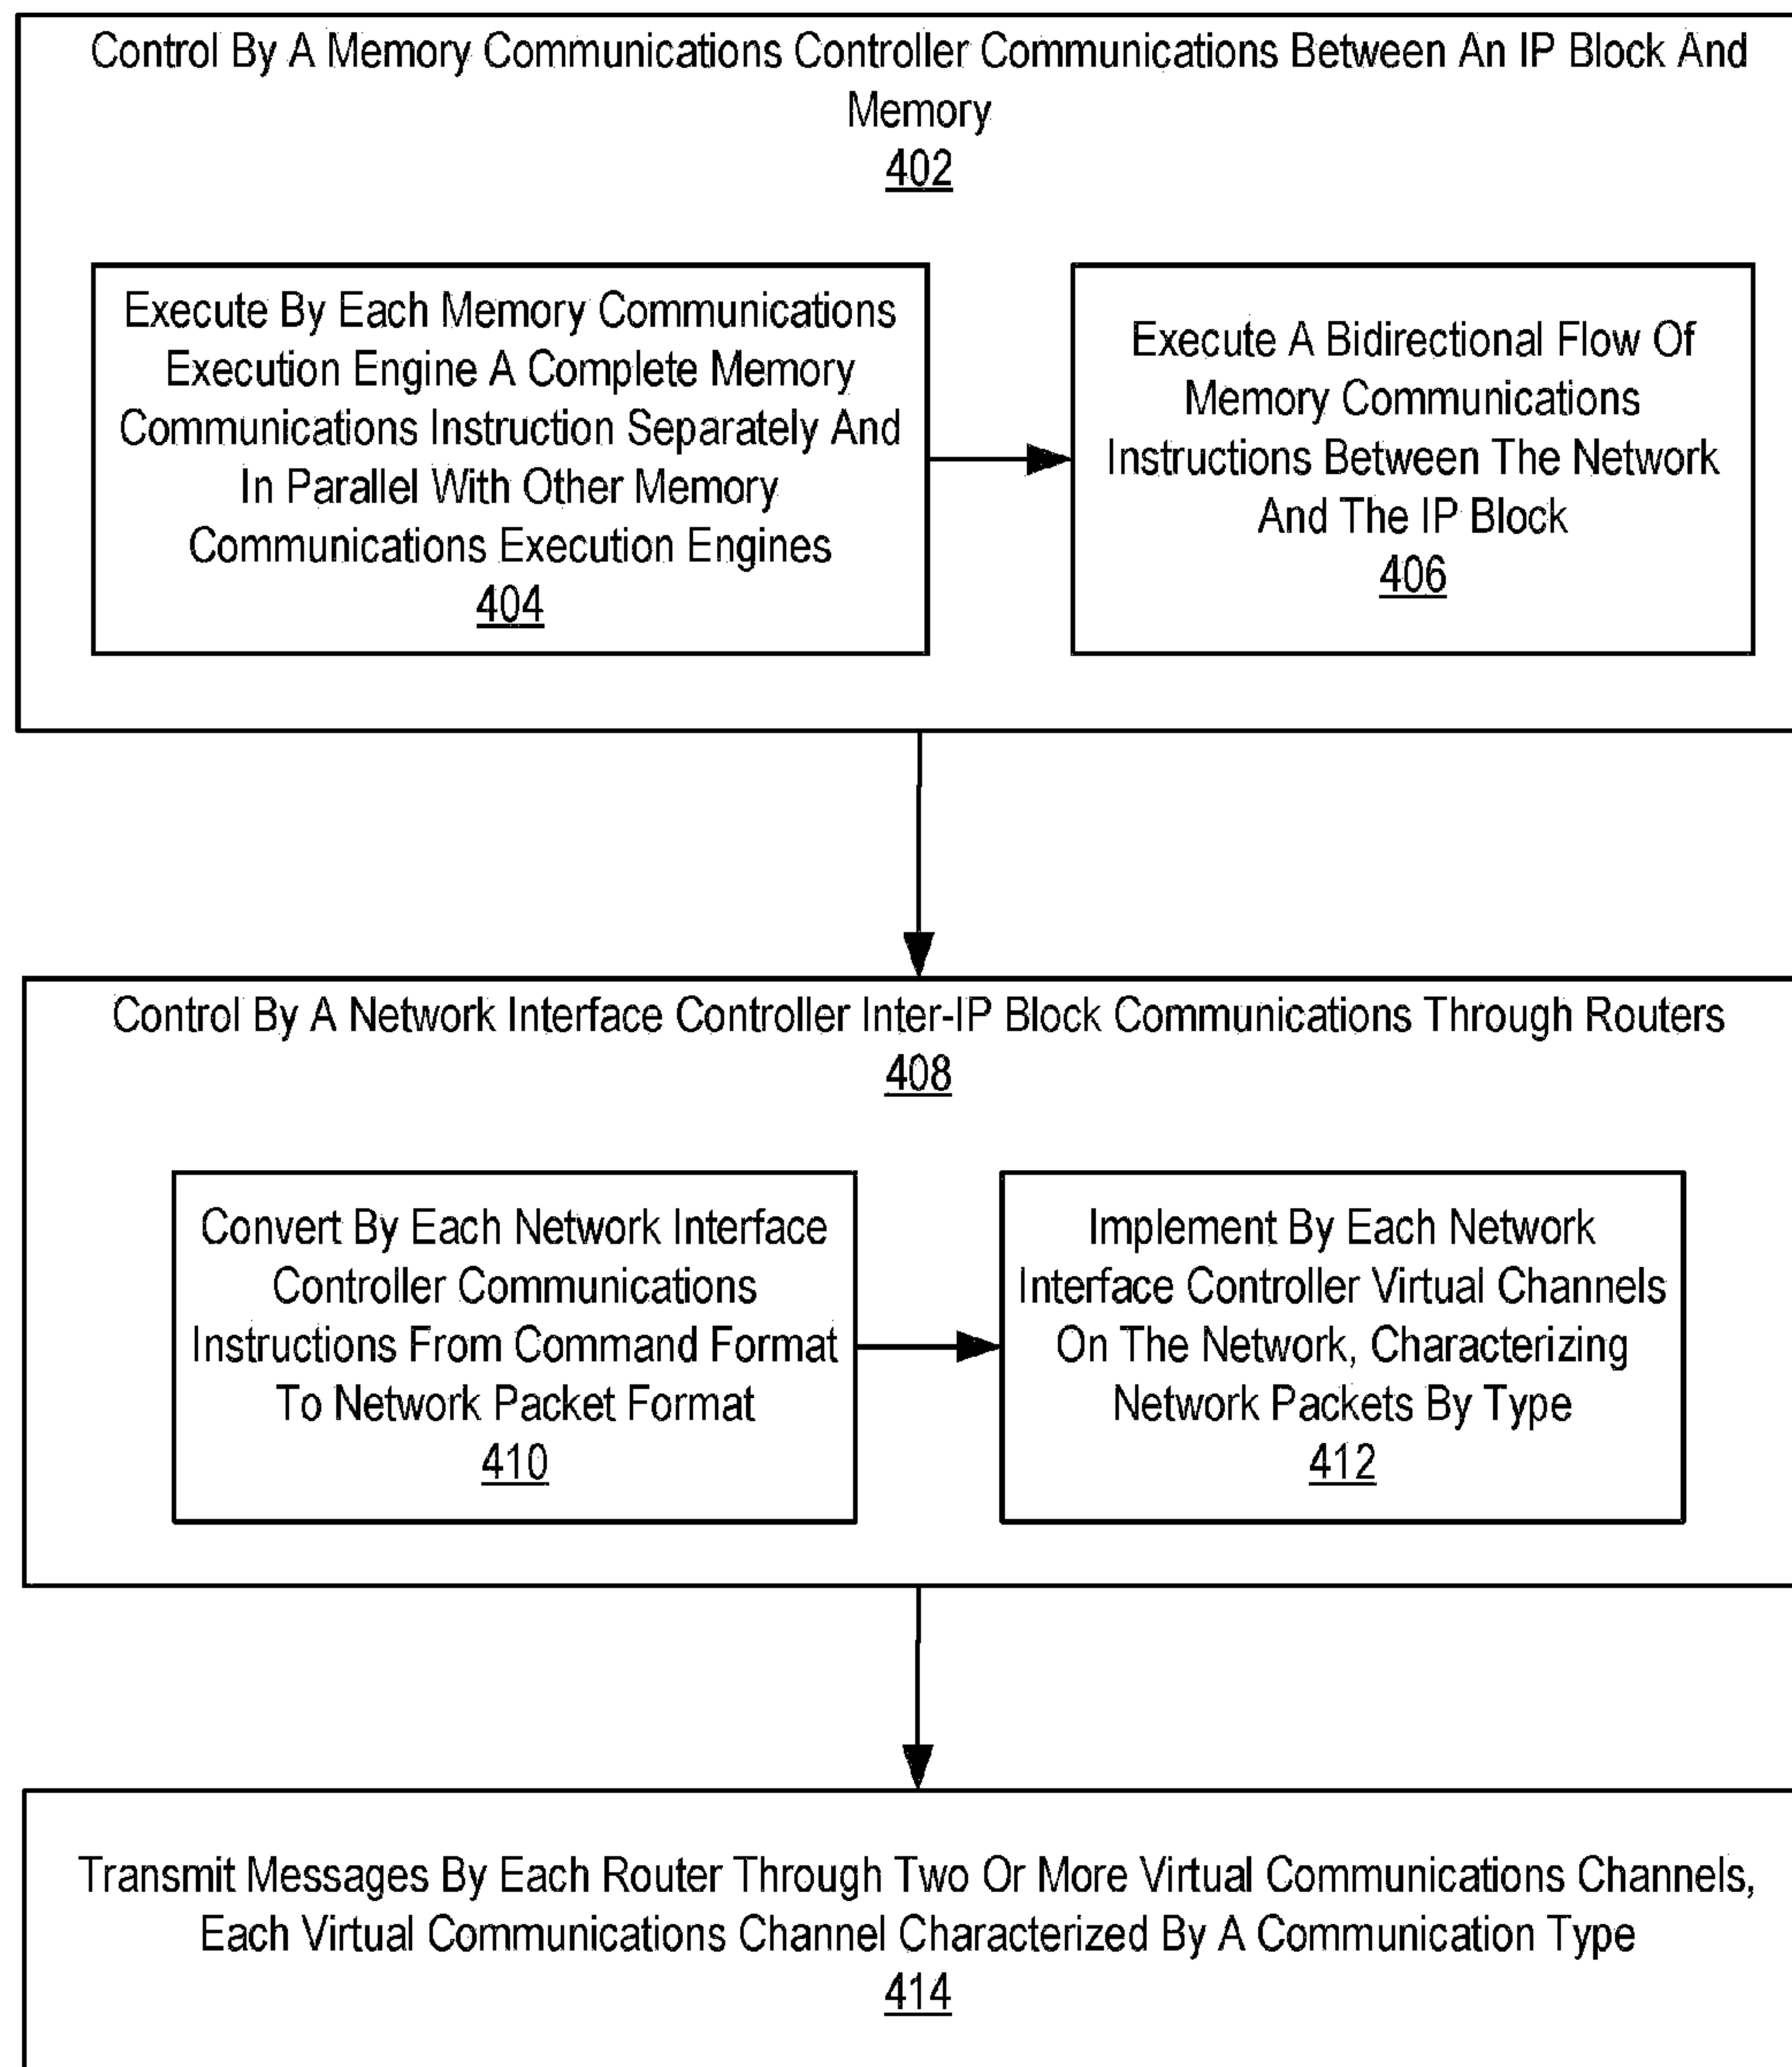 Control By A Memory Communications Controller Communications Between An IP Block And
Memory
402
Execute By Each Memory Communications
Execution Engine A Complete Memory
Communications Instruction Separately And
In Parallel With Other Memory
Communications Execution Engines
404
Execute A Bidirectional Flow Of
Memory Communications
Instructions Between The Network
And The IP Block
406
Control By A Network Interface Controller Inter-IP Block Communications Through Routers
408
Convert By Each Network Interface
Controller Communications
Instructions From Command Format
To Network Packet Format
410
Implement By Each Network
Interface Controller Virtual Channels
On The Network, Characterizing
Network Packets By Type
412
Transmit Messages By Each Router Through Two Or More Virtual Communications Channels,
Each Virtual Communications Channel Characterized By A Communication Type
414